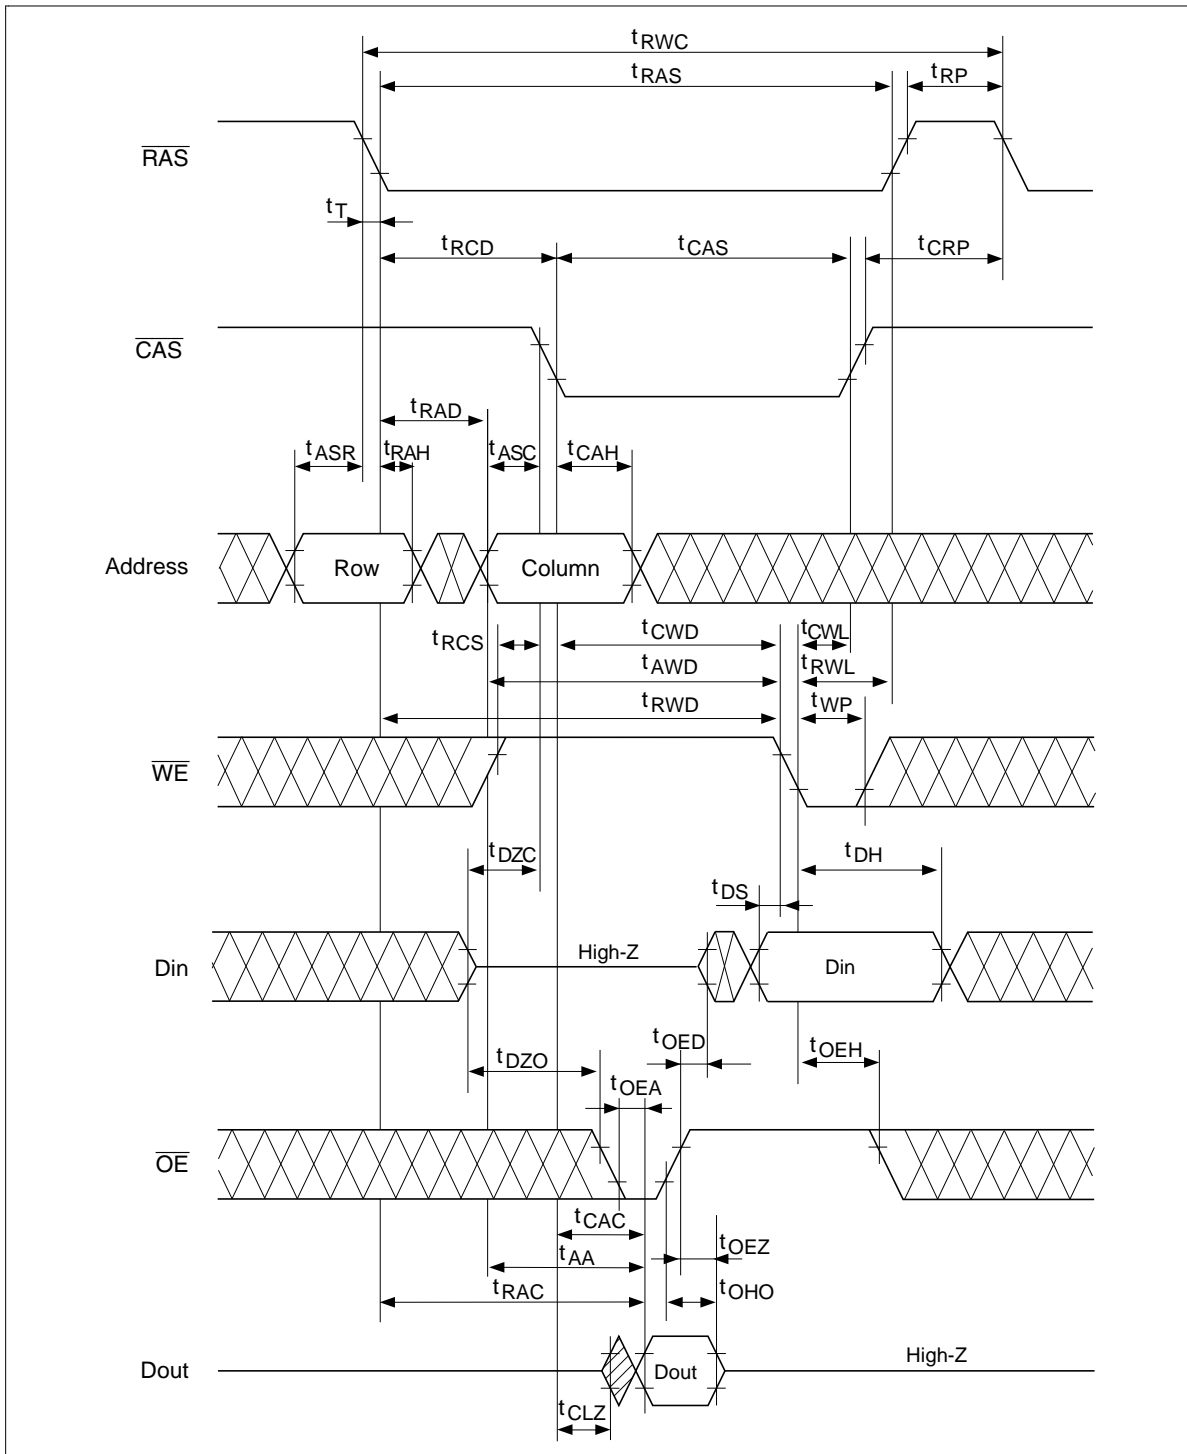 tRWC
tRAS
tRP
RAS
tT
tRCD
tCAS
tCRP
CAS
tRAD
tASR
tRAH
tASC
tCAH
Address
Row
Column
tRCS
tCWD
tCWL
tAWD
tRWL
tRWD
tWP
WE
tDZC
tDH
tDS
Din
High-Z
Din
tOED
tOEH
tDZO
tOEA
OE
tCAC
tOEZ
tAA
tRAC
tOHO
Dout
Dout
High-Z
tCLZ